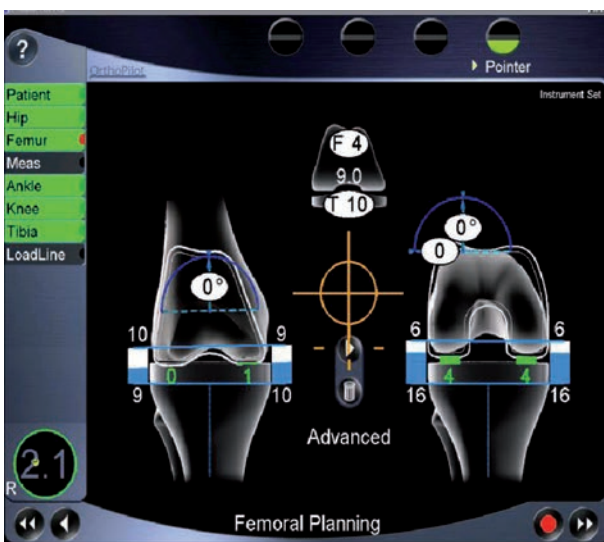 ?
OrthoPilot
Pointer
Instrument Set
Patient
Hip
Femur
Meas
Ankle
Knee
Tibia
LoadLine
F 4
9.0
T 10
0°
0
0°
10 9
0 1
9 10
6 6
4 4
16 16
Advanced
2.1
R
Femoral Planning